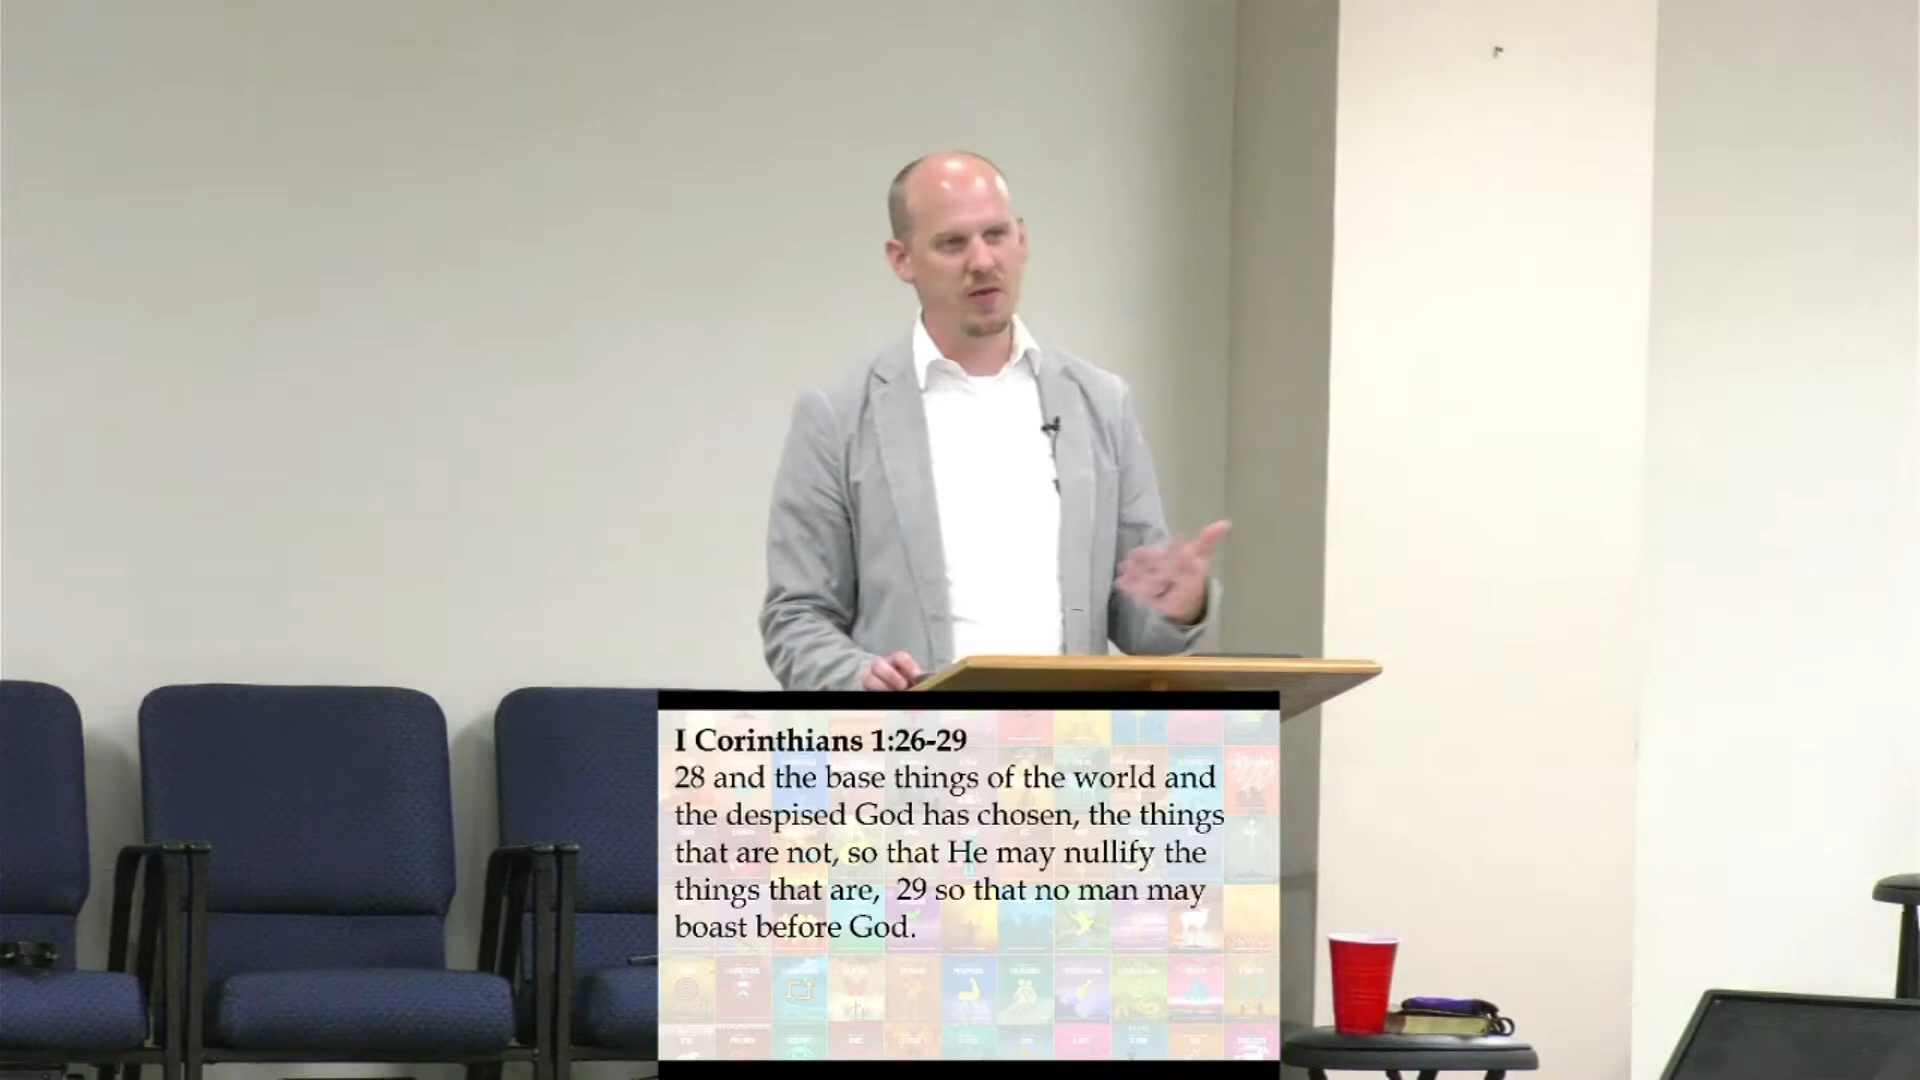 I Corinthians 1:26-29
28 and the base things of the world and
the despised God has chosen, the things
that are not, so that He may nullify the
things that are, 29 so that no man may
boast before God.